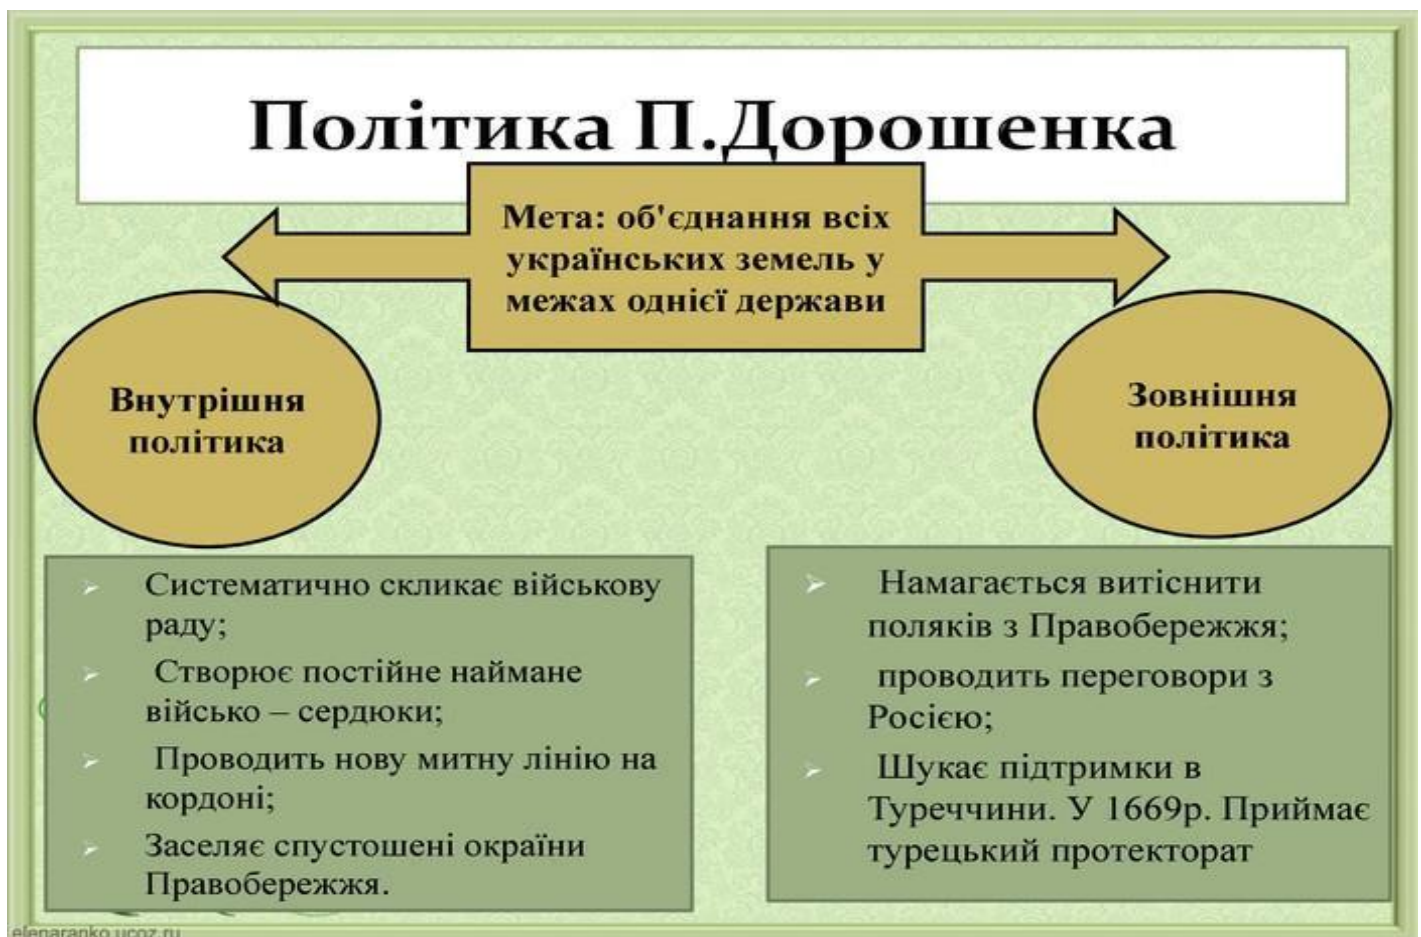 Політика П.Дорошенка
Мета: об'єднання всіх
українських земель у
межах однієї держави
Внутрішня
політика
Зовнішня
політика
Систематично скликає військову
раду;
Створює постійне наймане
військо – сердюки;
Проводить нову митну лінію на
кордоні;
Заселяє спустошені окраїни
Правобережжя.
Намагається витіснити
поляків з Правобережжя;
проводить переговори з
Росією;
Шукає підтримки в
Туреччини. У 1669р. Приймає
турецький протекторат
elenaranko.ucoz.ru